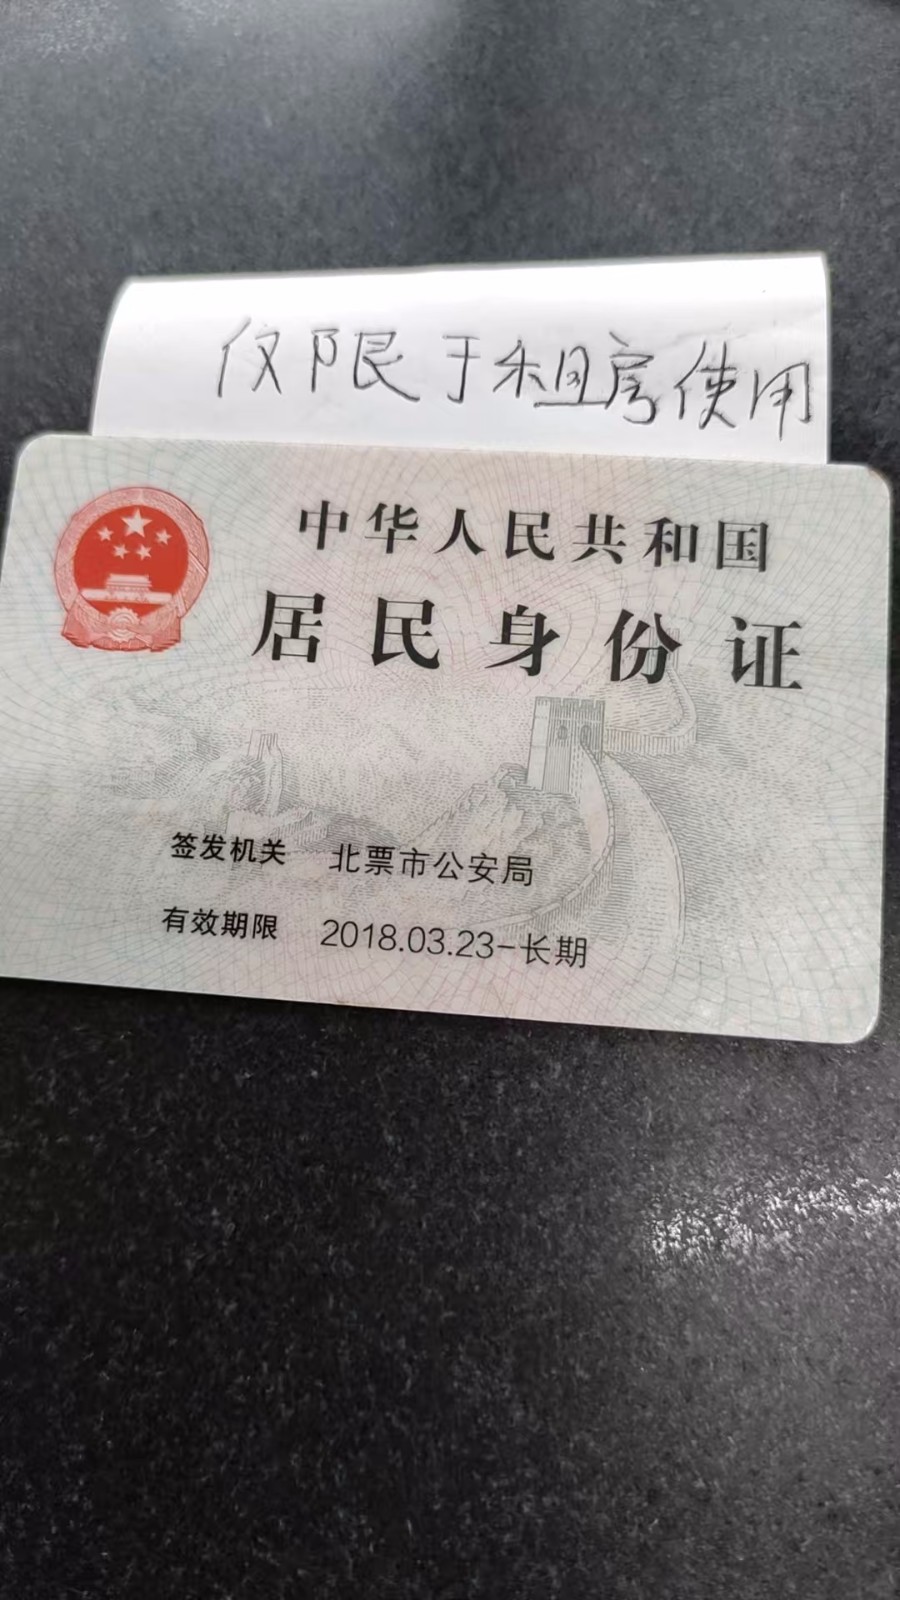 仅限于租房使用
中华人民共和国
居民身份证
签发机关 北票市公安局
有效期限 2018.03.23-长期